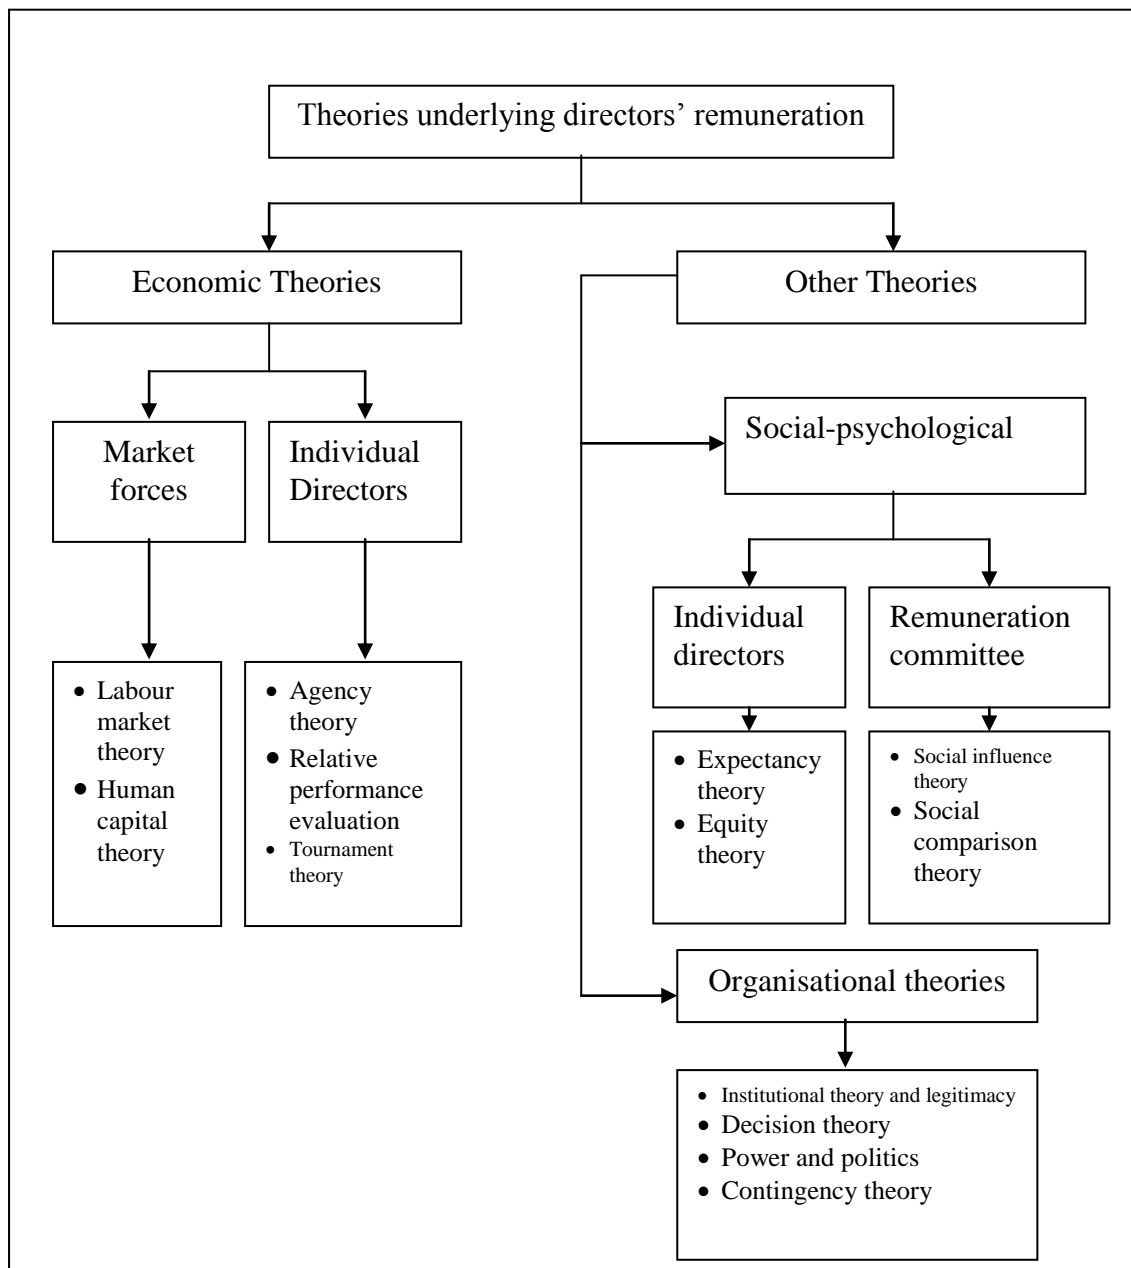 Theories underlying directors’ remuneration
Economic Theories
Other Theories
Market
forces
Individual
Directors
Social-psychological
Individual
directors
Remuneration
committee
• Labour
market
theory
• Human
capital
theory
• Agency
theory
• Relative
performance
evaluation
• Tournament
theory
• Expectancy
theory
• Equity
theory
• Social influence
theory
• Social
comparison
theory
Organisational theories
• Institutional theory and legitimacy
• Decision theory
• Power and politics
• Contingency theory